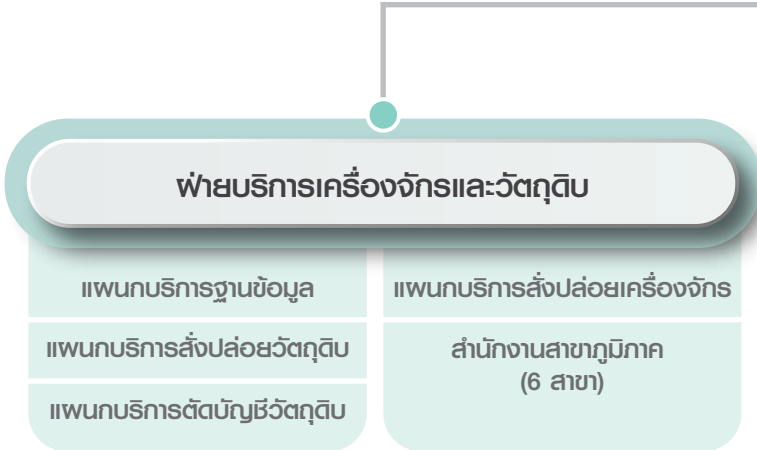 ฝ่ายบริการเครื่องจักรและวัตถุดิบ
แผนกบริการฐานข้อมูล
แผนกบริการสั่งปล่อยวัตถุดิบ
แผนกบริการตัดบัญชีวัตถุดิบ
แผนกบริการสั่งปล่อยเครื่องจักร
สำนักงานสาขาภูมิภาค
(6 สาขา)